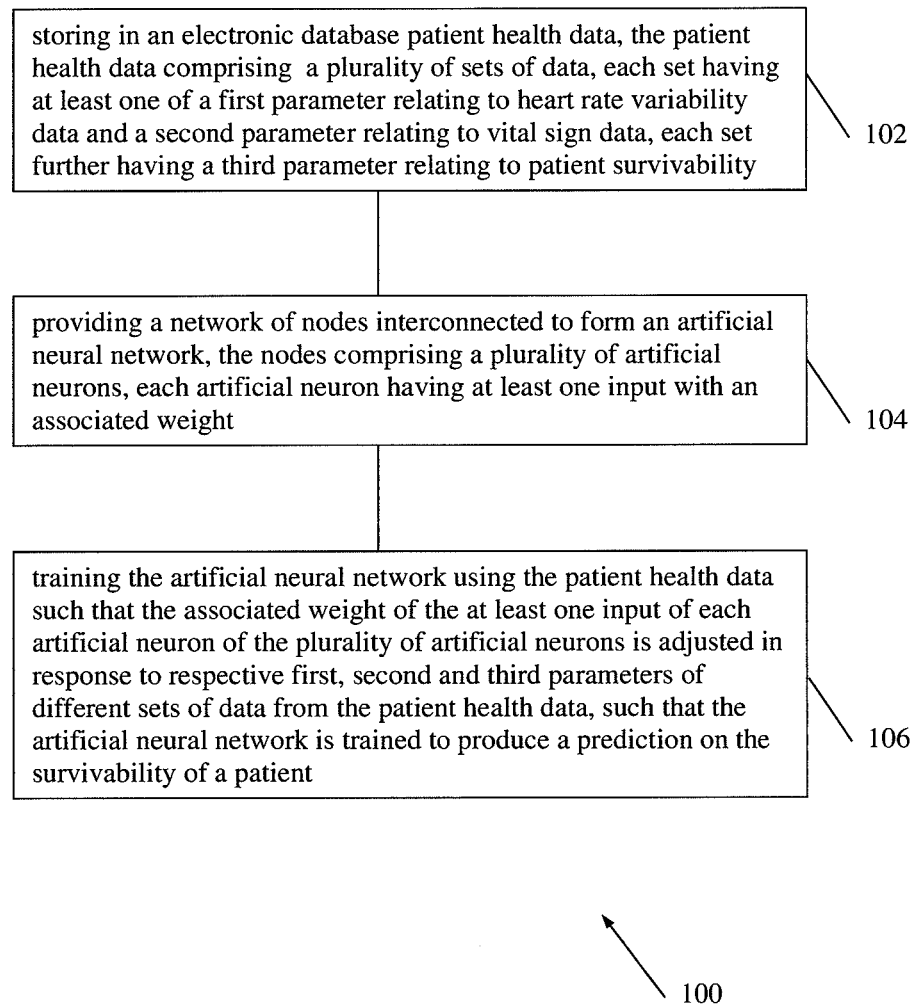 storing in an electronic database patient health data, the patient
health data comprising a plurality of sets of data, each set having
at least one of a first parameter relating to heart rate variability
data and a second parameter relating to vital sign data, each set
further having a third parameter relating to patient survivability
102
providing a network of nodes interconnected to form an artificial
neural network, the nodes comprising a plurality of artificial
neurons, each artificial neuron having at least one input with an
associated weight
104
training the artificial neural network using the patient health data
such that the associated weight of the at least one input of each
artificial neuron of the plurality of artificial neurons is adjusted in
response to respective first, second and third parameters of
different sets of data from the patient health data, such that the
artificial neural network is trained to produce a prediction on the
survivability of a patient
106
100